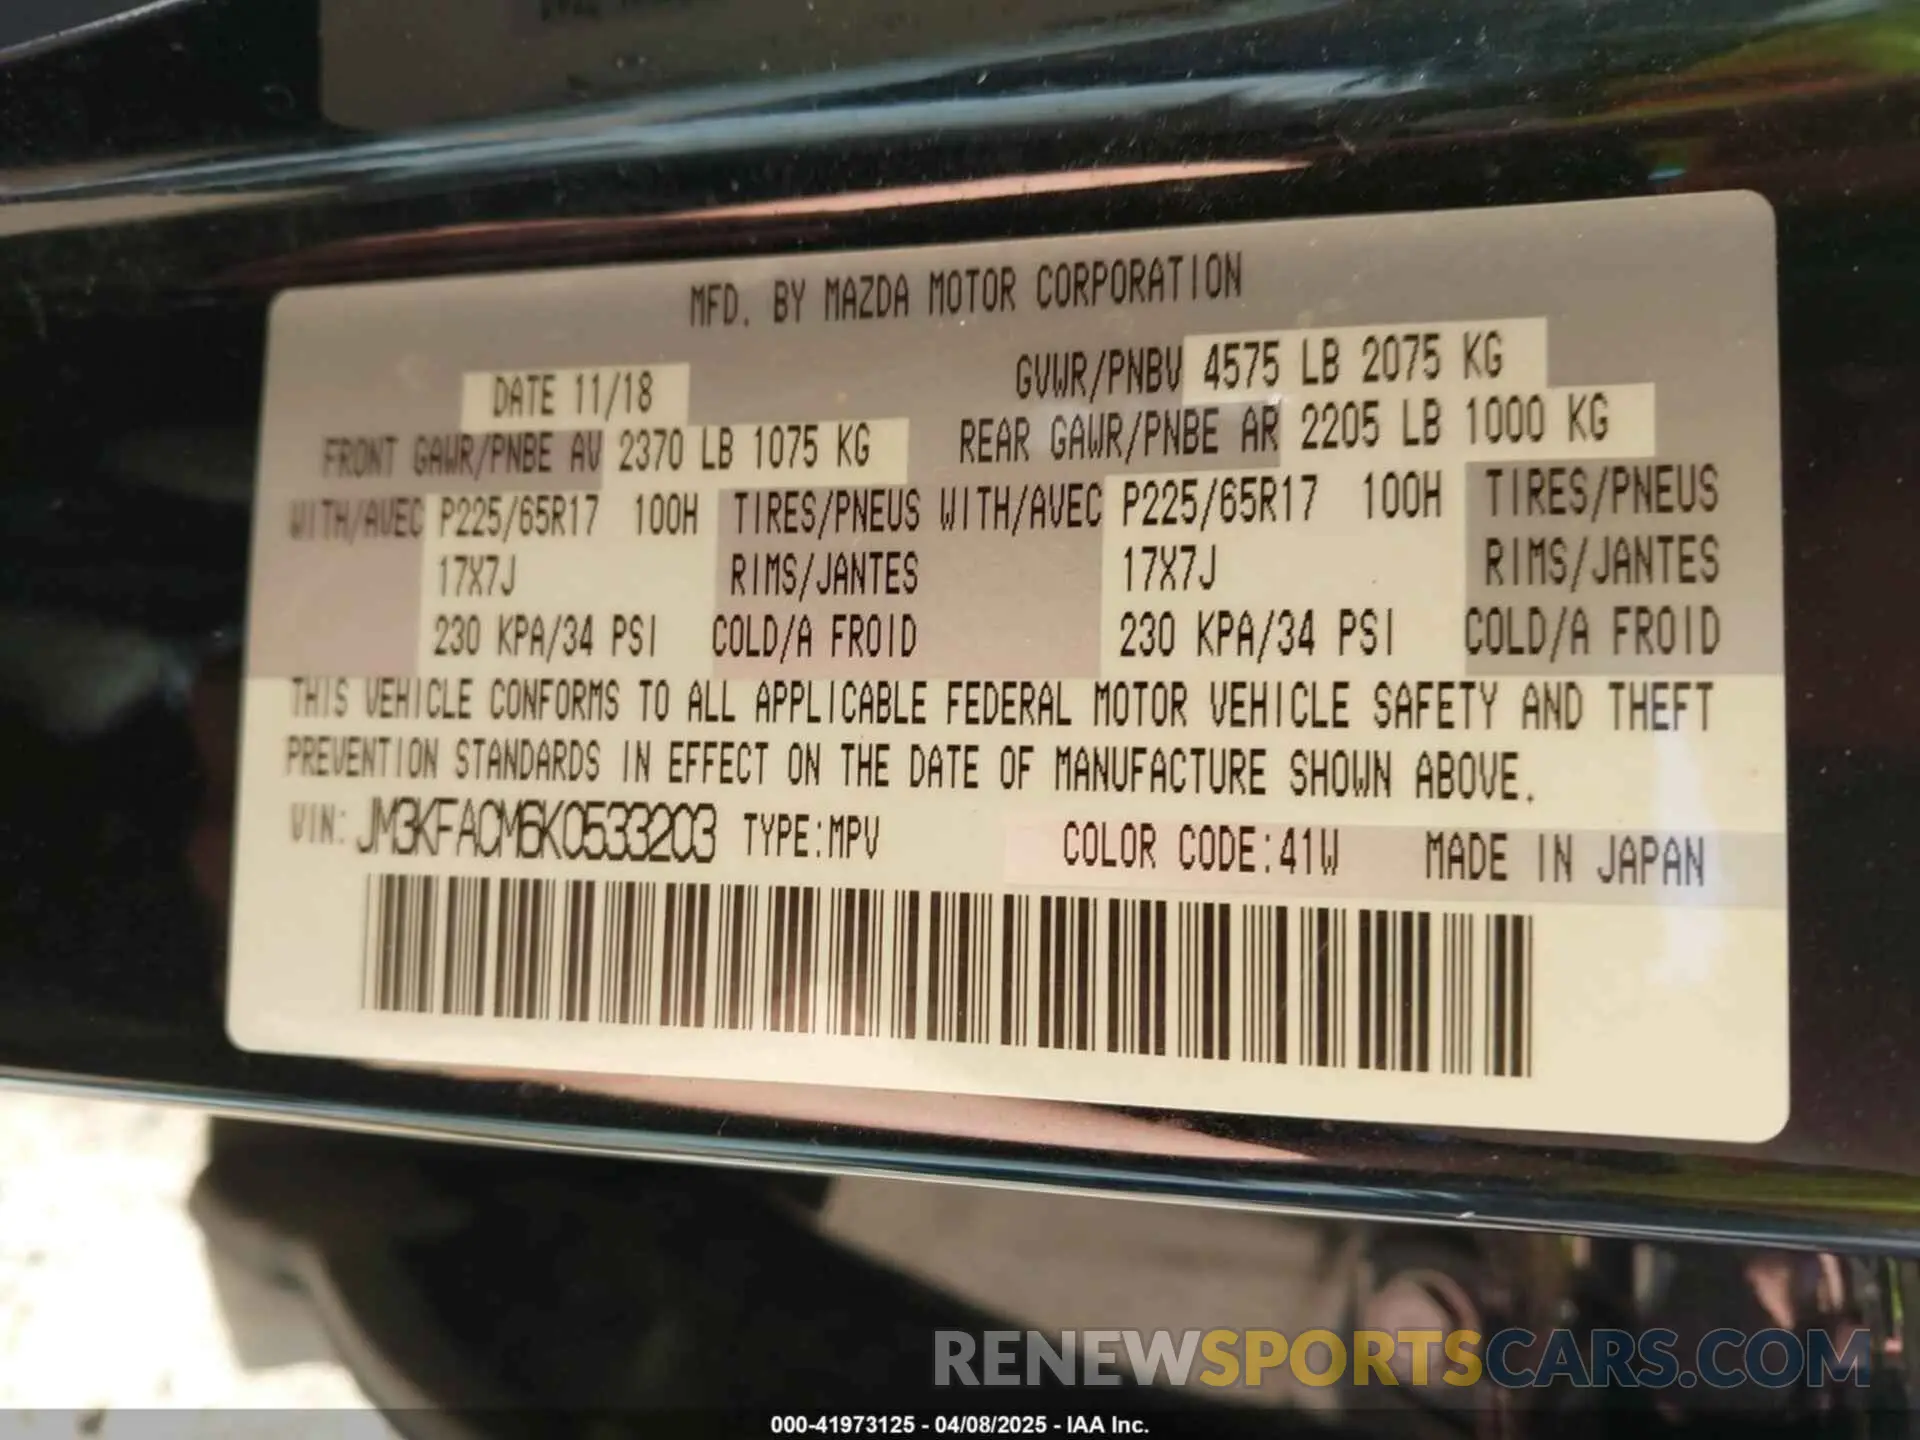 MFD. BY MAZDA MOTOR CORPORATION
DATE 11/18 GVWR/PNBV 4575 LB 2075 KG
FRONT GAWR/PNBE AV 2370 LB 1075 KG REAR GAWR/PNBE AR 2205 LB 1000 KG
WITH/AVEC P225/65R17 100H TIRES/PNEUS WITH/AVEC P225/65R17 100H TIRES/PNEUS
17X7J RIMS/JANTES 17X7J RIMS/JANTES
230 KPA/34 PSI COLD/A FROID 230 KPA/34 PSI COLD/A FROID
THIS VEHICLE CONFORMS TO ALL APPLICABLE FEDERAL MOTOR VEHICLE SAFETY AND THEFT
PREVENTION STANDARDS IN EFFECT ON THE DATE OF MANUFACTURE SHOWN ABOVE.
VIN: JM3KFACM6K0533203 TYPE:MPV COLOR CODE:41W MADE IN JAPAN
RENEWSPORTSCARS.COM
000-41973125 - 04/08/2025 - IAA Inc.